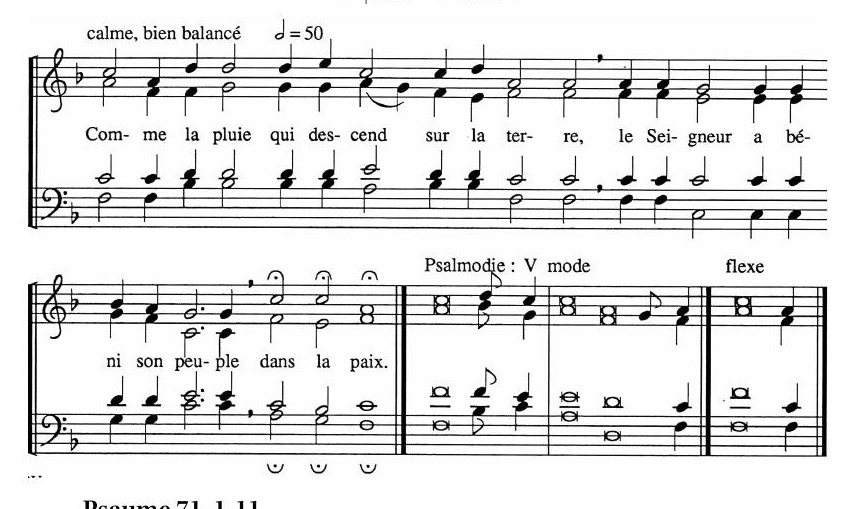 calme, bien balancé 𝅗𝅥 = 50
Com- me la pluie qui des- cend sur la ter- re, le Sei- gneur a bé-
Psalmodie : V mode flexe
ni son peu- ple dans la paix.
Psaume 71, 1-11